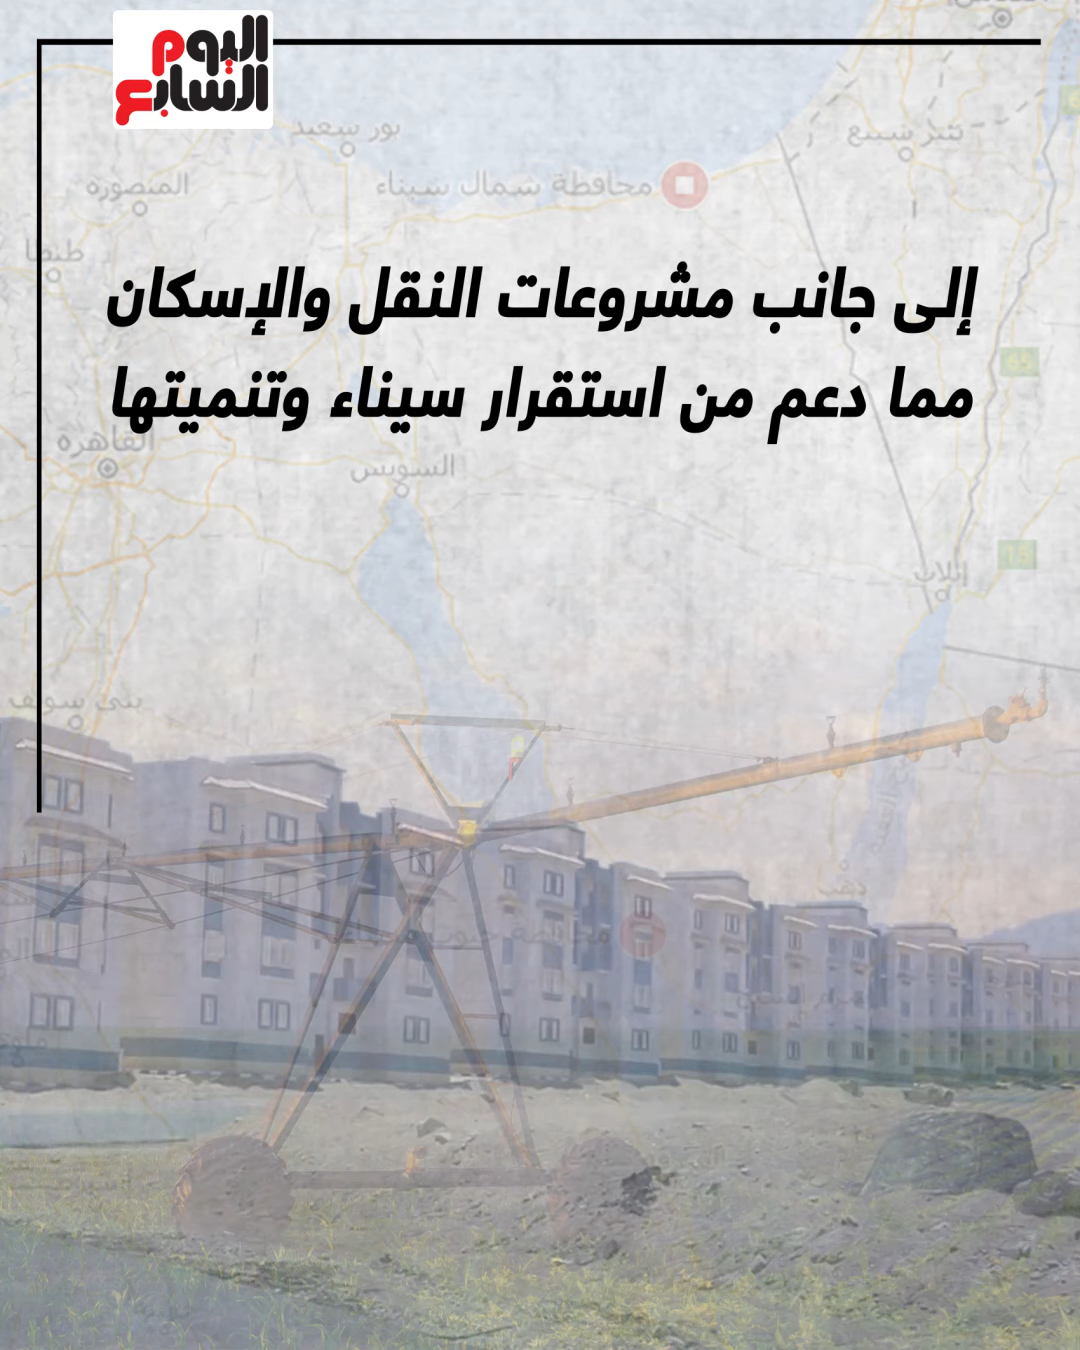 اليوم
السابع
بور سعيد
بئر سبع
المنصورة
محافظة شمال سيناء
طنطا
إلى جانب مشروعات النقل والإسكان
مما دعم من استقرار سيناء وتنميتها
القاهرة
السويس
إيلات
بني سويف
دهب